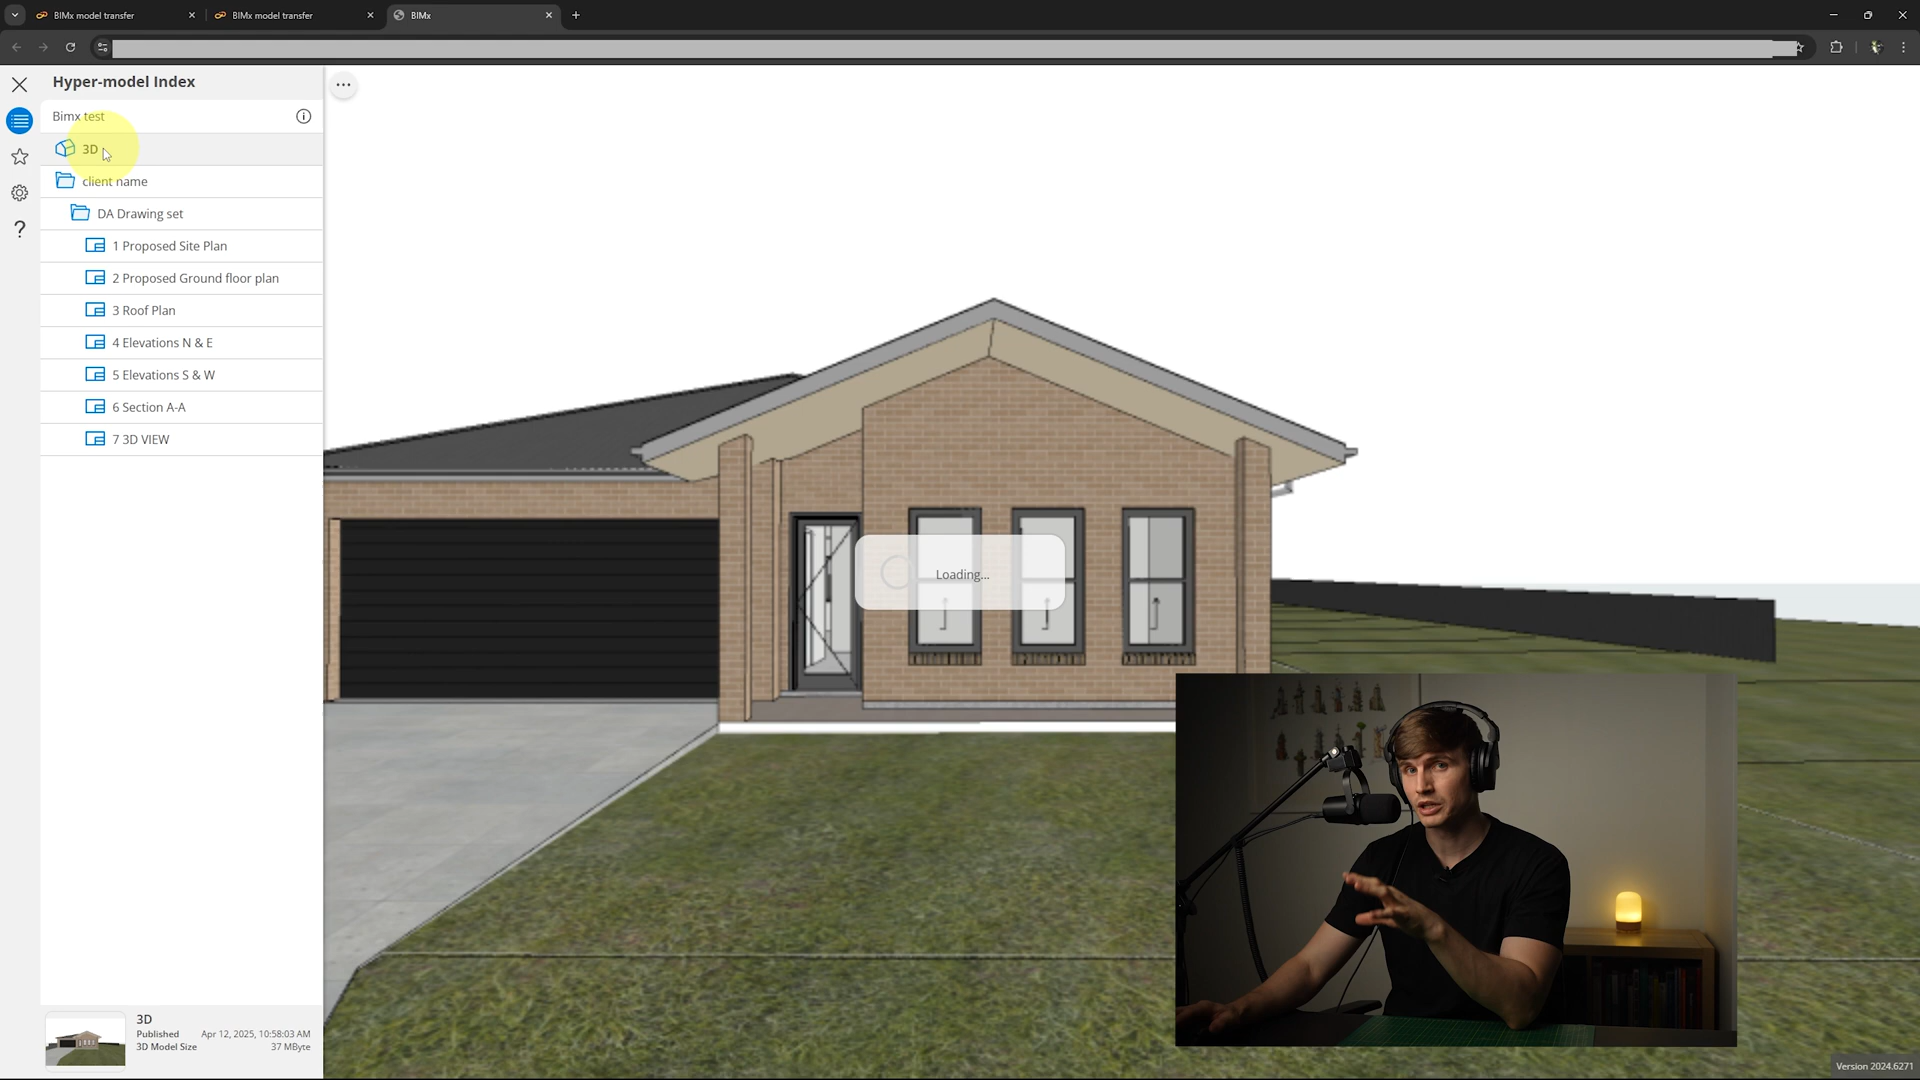 BIMx model transfer
BIMx model transfer
BIMx
Hyper-model Index
Bimx test
3D
client name
DA Drawing set
1 Proposed Site Plan
2 Proposed Ground floor plan
3 Roof Plan
4 Elevations N & E
5 Elevations S & W
6 Section A-A
7 3D VIEW
Loading...
3D
Published Apr 12, 2025, 10:58:03 AM
3D Model Size 37 MByte
Version 2024.6271